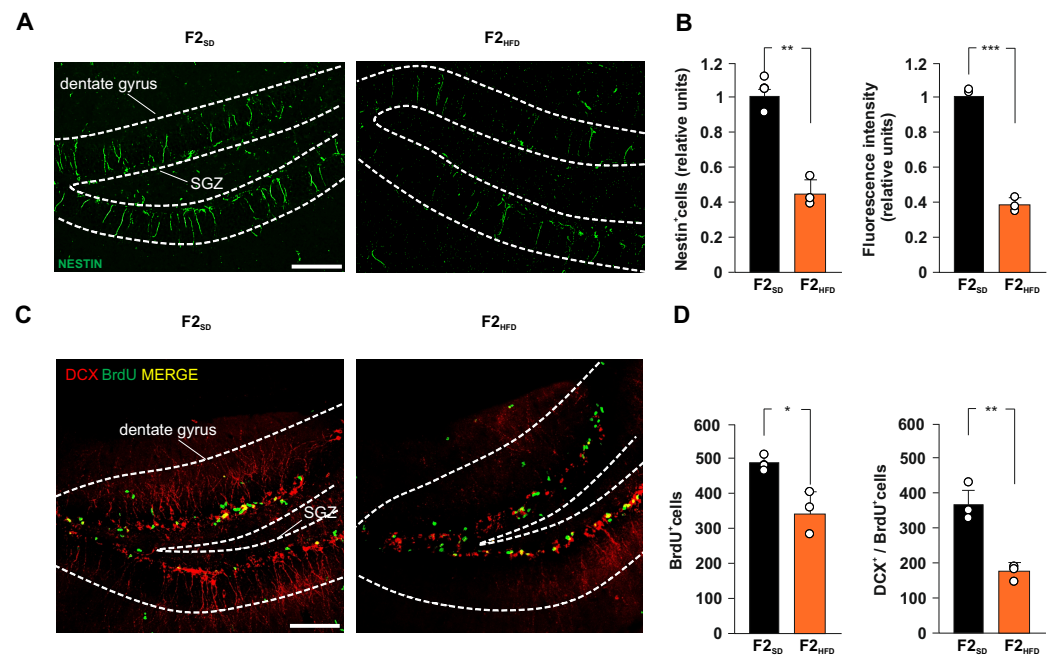 A
F2SD
F2HFD
dentate gyrus
SGZ
NESTIN
B
**
Nestin+cells (relative units)
1.2
1
0.8
0.6
0.4
0.2
0
F2SD F2HFD
***
Fluorescence intensity
(relative units)
1.2
1
0.8
0.6
0.4
0.2
0
F2SD F2HFD
C
F2SD
F2HFD
DCX BrdU MERGE
dentate gyrus
SGZ
D
*
BrdU+cells
600
500
400
300
200
100
0
F2SD F2HFD
**
DCX+ / BrdU+cells
600
500
400
300
200
100
0
F2SD F2HFD